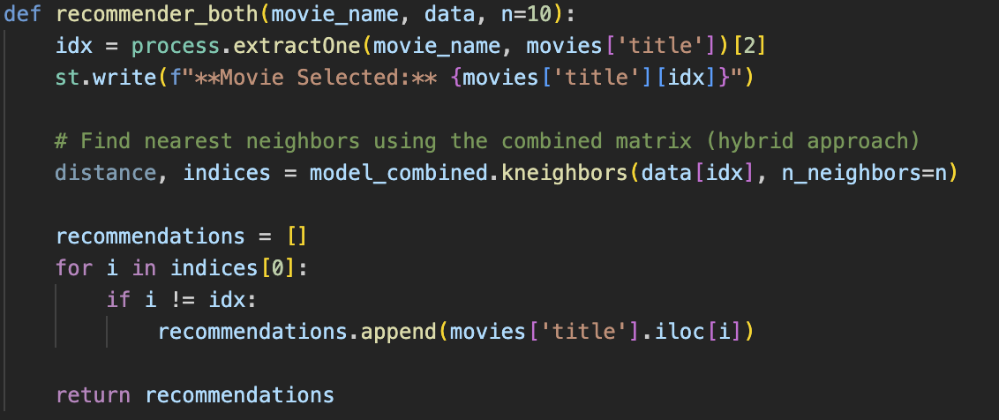 def recommender_both(movie_name, data, n=10):
    idx = process.extractOne(movie_name, movies['title'])[2]
    st.write(f"**Movie Selected:** {movies['title'][idx]}")
    # Find nearest neighbors using the combined matrix (hybrid approach)
    distance, indices = model_combined.kneighbors(data[idx], n_neighbors=n)
    recommendations = []
    for i in indices[0]:
        if i != idx:
            recommendations.append(movies['title'].iloc[i])
    return recommendations